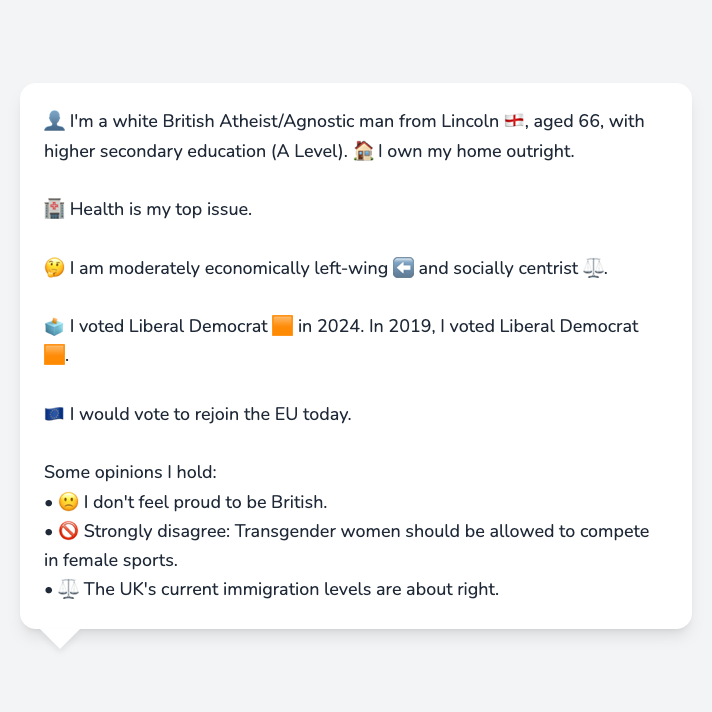 👤 I'm a white British Atheist/Agnostic man from Lincoln 🏴󠁧󠁢󠁥󠁮󠁧󠁿, aged 66, with
higher secondary education (A Level). 🏠 I own my home outright.
🏥 Health is my top issue.
🤔 I am moderately economically left-wing ⬅️ and socially centrist ⚖️.
🗳️ I voted Liberal Democrat 🟧 in 2024. In 2019, I voted Liberal Democrat
🟧.
🇪🇺 I would vote to rejoin the EU today.
Some opinions I hold:
• 🙁 I don't feel proud to be British.
• 🚫 Strongly disagree: Transgender women should be allowed to compete
in female sports.
• ⚖️ The UK's current immigration levels are about right.